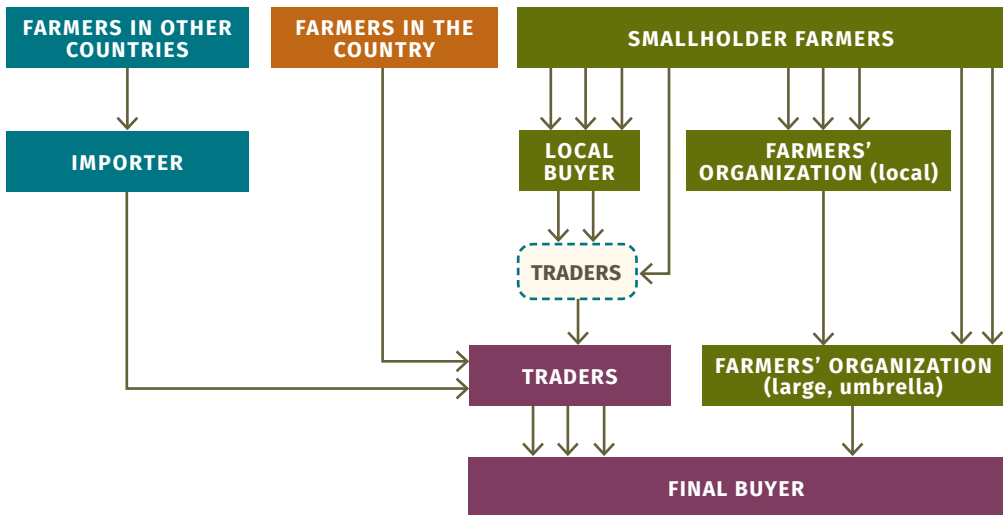 FARMERS IN OTHER
COUNTRIES
FARMERS IN THE
COUNTRY
SMALLHOLDER FARMERS
IMPORTER
LOCAL
BUYER
FARMERS’
ORGANIZATION (local)
TRADERS
TRADERS
FARMERS’ ORGANIZATION
(large, umbrella)
FINAL BUYER